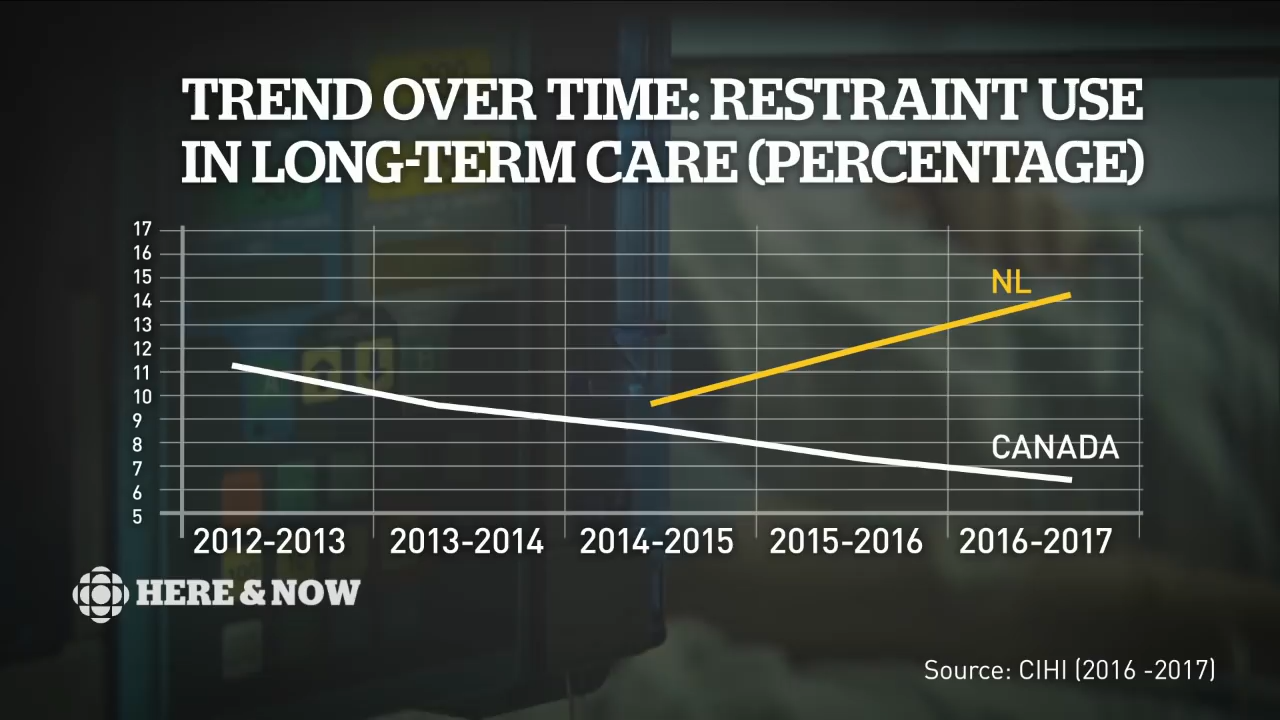 TREND OVER TIME: RESTRAINT USE
IN LONG-TERM CARE (PERCENTAGE)
17
16
15
14
13
12
11
10
9
8
7
6
5
NL
CANADA
2012-2013 2013-2014 2014-2015 2015-2016 2016-2017
HERE & NOW
Source: CIHI (2016 -2017)